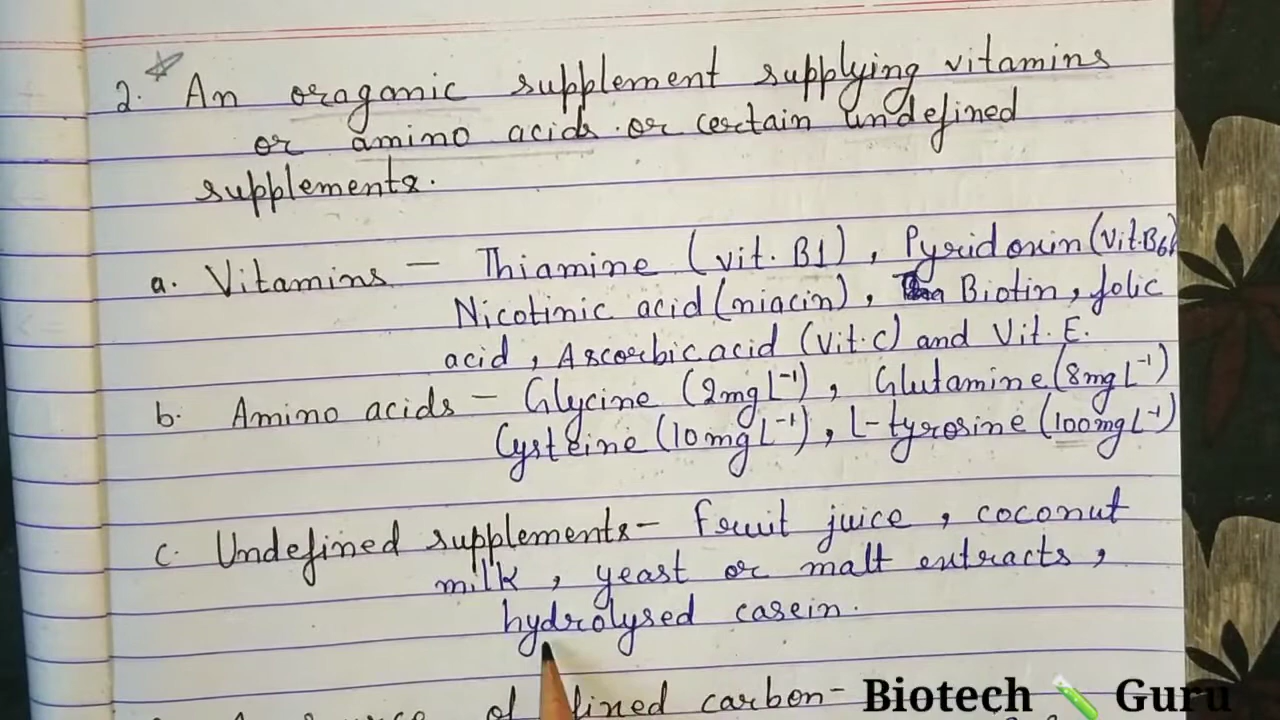 2. An oraganic supplement supplying vitamins
or amino acids or certain undefined
supplements.
a. Vitamins – Thiamine (vit. B1), Pyridoxin (Vit.B6)
Nicotinic acid (niacin), Biotin, folic
acid, Ascorbic acid (Vit.C) and Vit. E.
b. Amino acids – Glycine (2mg L⁻¹), Glutamine (8mg L⁻¹)
Cysteine (10mg L⁻¹), L-tyrosine (100mg L⁻¹)
c. Undefined supplements – fruit juice, coconut
milk, yeast or malt extracts,
hydrolysed casein.
of fined carbon-
Biotech Guru